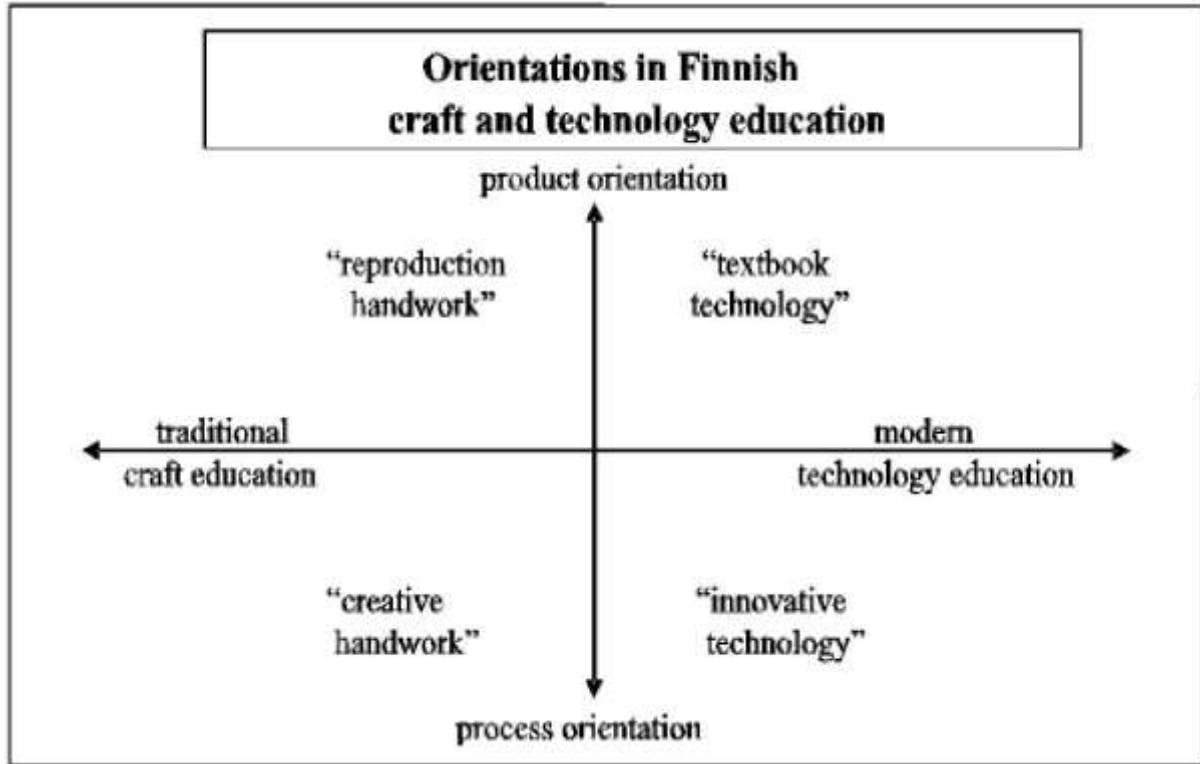 Orientations in Finnish
craft and technology education
product orientation
“reproduction
handwork”
“textbook
technology”
traditional
craft education
modern
technology education
“creative
handwork”
“innovative
technology”
process orientation